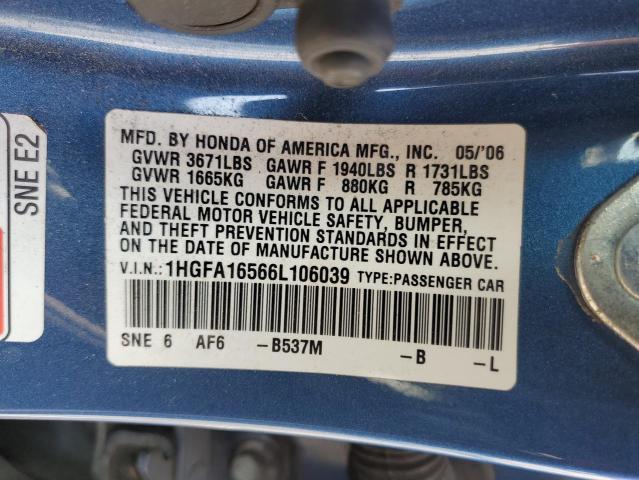 MFD. BY HONDA OF AMERICA MFG., INC. 05/'06
GVWR 3671LBS GAWR F 1940LBS R 1731LBS
GVWR 1665KG GAWR F 880KG R 785KG
THIS VEHICLE CONFORMS TO ALL APPLICABLE
FEDERAL MOTOR VEHICLE SAFETY, BUMPER,
AND THEFT PREVENTION STANDARDS IN EFFECT
ON THE DATE OF MANUFACTURE SHOWN ABOVE.
V.I.N.: 1HGFA16566L106039 TYPE:PASSENGER CAR
SNE 6 AF6 -B537M -B -L
SNE E2